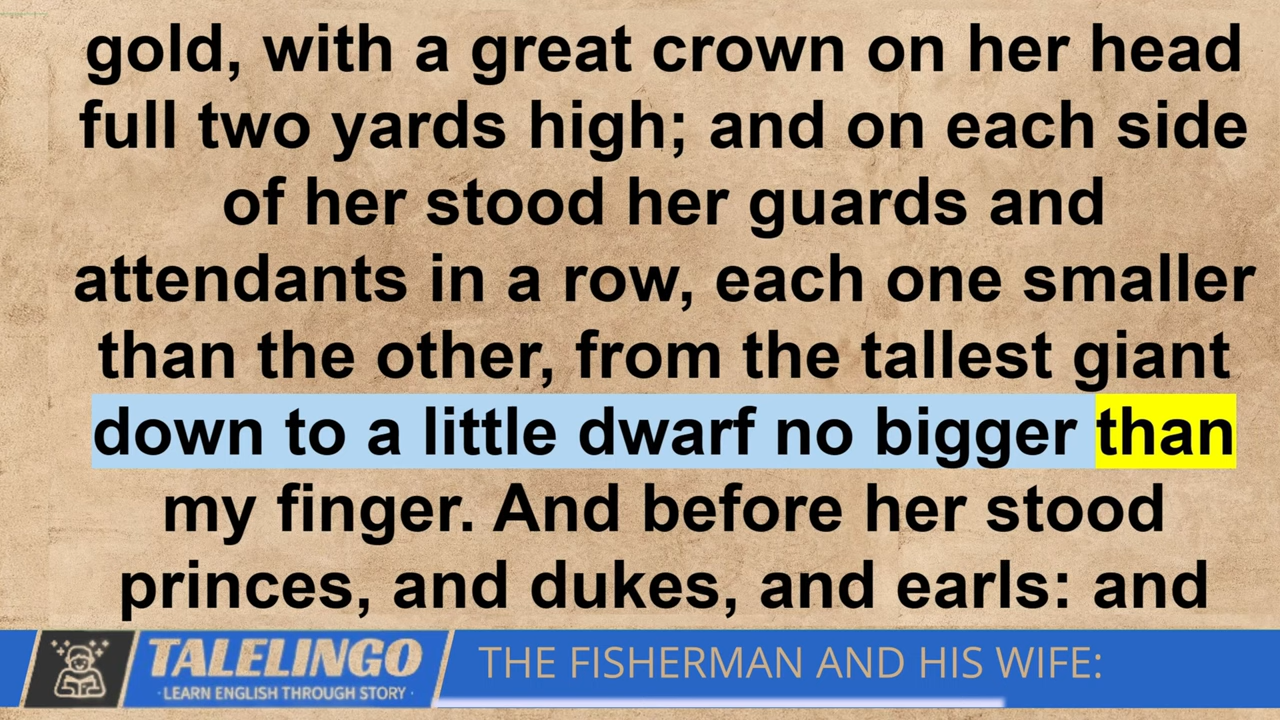 gold, with a great crown on her head
full two yards high; and on each side
of her stood her guards and
attendants in a row, each one smaller
than the other, from the tallest giant
down to a little dwarf no bigger than
my finger. And before her stood
princes, and dukes, and earls: and
TALELINGO
· LEARN ENGLISH THROUGH STORY ·
THE FISHERMAN AND HIS WIFE: